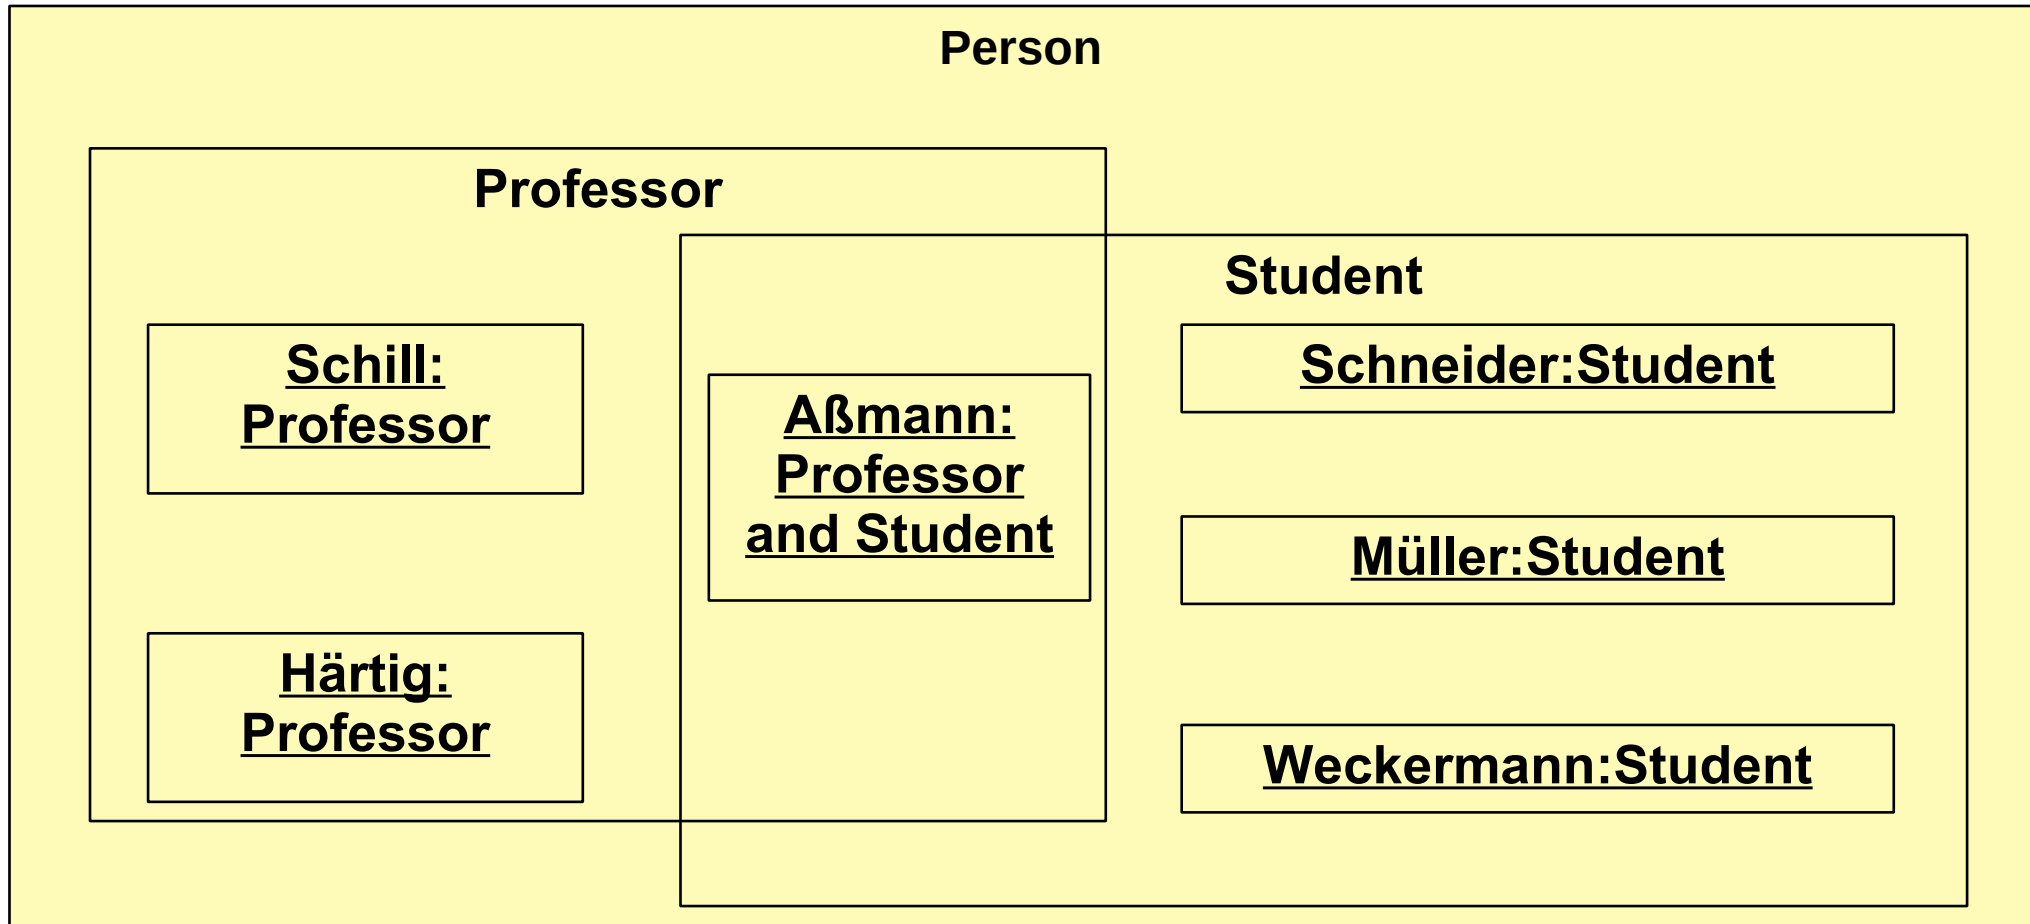 Person
Professor
Student
Schill:
Professor
Aßmann:
Professor
and Student
Schneider:Student
Müller:Student
Härtig:
Professor
Weckermann:Student